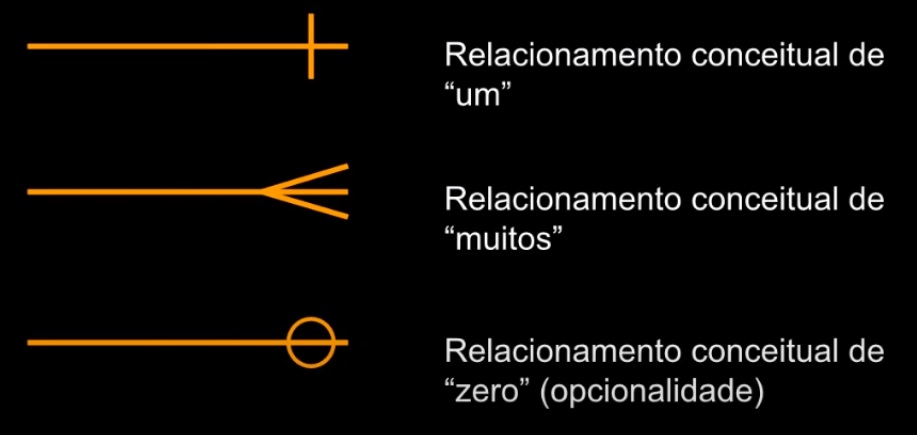 Relacionamento conceitual de
“um”
Relacionamento conceitual de
“muitos”
Relacionamento conceitual de
“zero” (opcionalidade)